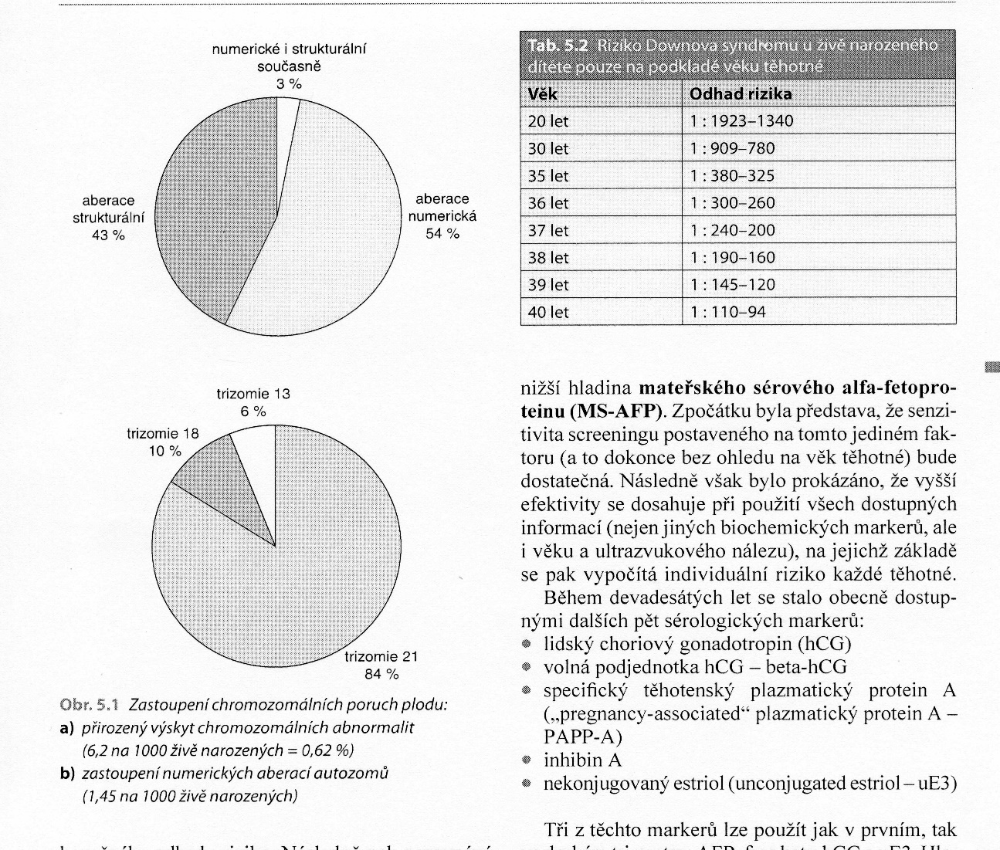 numerické i strukturální
současně
3 %
aberace
strukturální
43 %
aberace
numerická
54 %
trizomie 13
6 %
trizomie 18
10 %
trizomie 21
84 %
Obr. 5.1 Zastoupení chromozomálních poruch plodu:
a) přirozený výskyt chromozomálních abnormalit
(6,2 na 1000 živě narozených = 0,62 %)
b) zastoupení numerických aberací autozomů
(1,45 na 1000 živě narozených)
Tab. 5.2 Riziko Downova syndromu u živě narozeného
dítěte pouze na podkladě věku těhotné
Věk Odhad rizika
20 let 1 : 1923–1340
30 let 1 : 909–780
35 let 1 : 380–325
36 let 1 : 300–260
37 let 1 : 240–200
38 let 1 : 190–160
39 let 1 : 145–120
40 let 1 : 110–94
nižší hladina mateřského sérového alfa-fetopro-
teinu (MS-AFP). Zpočátku byla představa, že senzi-
tivita screeningu postaveného na tomto jediném fak-
toru (a to dokonce bez ohledu na věk těhotné) bude
dostatečná. Následně však bylo prokázáno, že vyšší
efektivity se dosahuje při použití všech dostupných
informací (nejen jiných biochemických markerů, ale
i věku a ultrazvukového nálezu), na jejichž základě
se pak vypočítá individuální riziko každé těhotné.
Během devadesátých let se stalo obecně dostup-
nými dalších pět sérologických markerů:
• lidský choriový gonadotropin (hCG)
• volná podjednotka hCG – beta-hCG
• specifický těhotenský plazmatický protein A
(„pregnancy-associated“ plazmatický protein A –
PAPP-A)
• inhibin A
• nekonjugovaný estriol (unconjugated estriol – uE3)
Tři z těchto markerů lze použít jak v prvním, tak